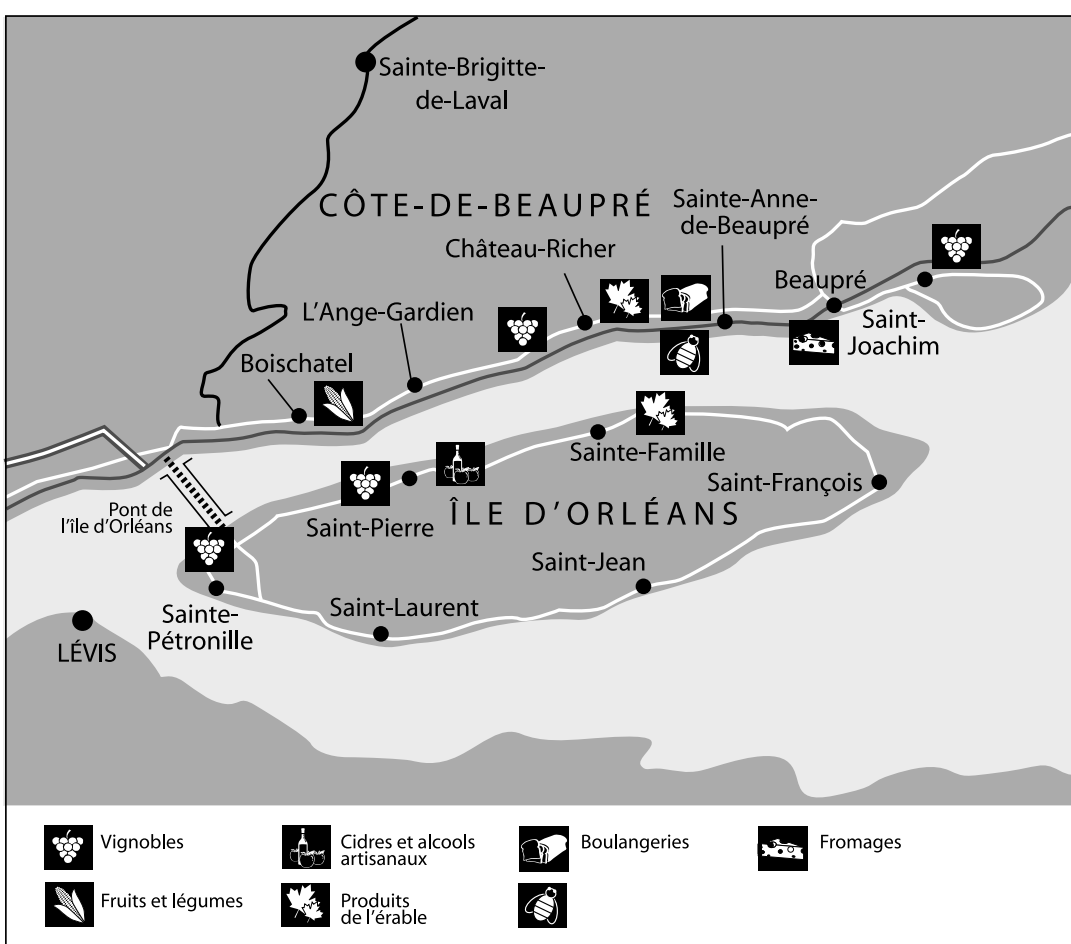 Sainte-Brigitte-
de-Laval
CÔTE-DE-BEAUPRÉ
Sainte-Anne-
de-Beaupré
Château-Richer
Beaupré
L'Ange-Gardien
Saint-
Joachim
Boischatel
Sainte-Famille
Saint-François
Pont de
l'île d'Orléans
Saint-Pierre
ÎLE D'ORLÉANS
Saint-Jean
Sainte-
Pétronille
Saint-Laurent
LÉVIS
Vignobles
Cidres et alcools
artisanaux
Boulangeries
Fromages
Fruits et légumes
Produits
de l'érable